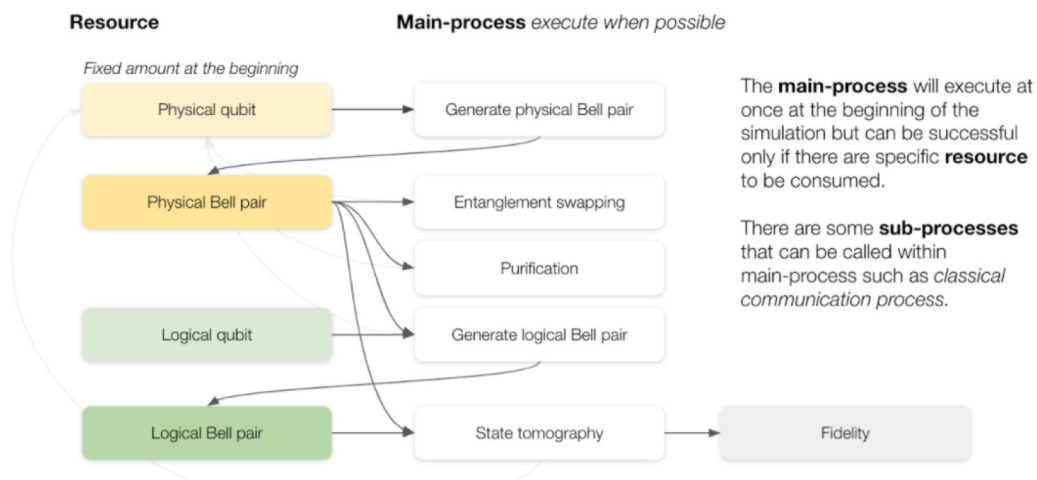 Resource
Main-process execute when possible
Fixed amount at the beginning
Physical qubit
Generate physical Bell pair
Physical Bell pair
Entanglement swapping
Purification
Logical qubit
Generate logical Bell pair
Logical Bell pair
State tomography
Fidelity
The main-process will execute at
once at the beginning of the
simulation but can be successful
only if there are specific resource
to be consumed.
There are some sub-processes
that can be called within
main-process such as classical
communication process.